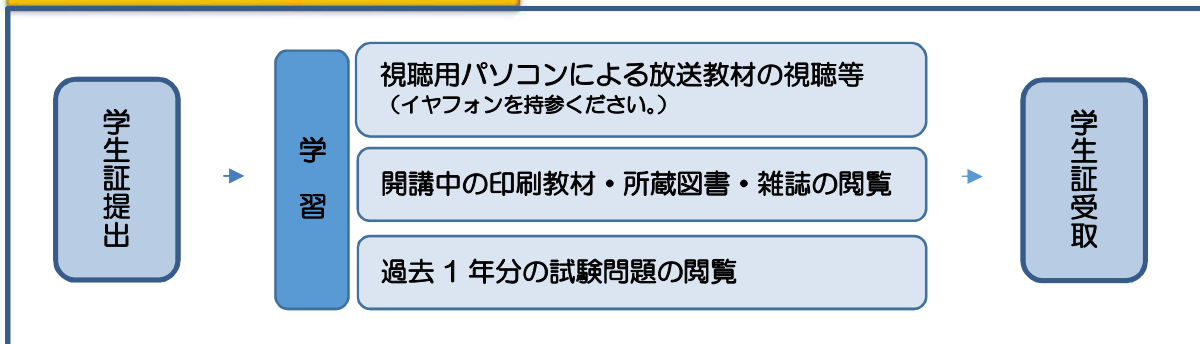 学生証提出
学習
視聴用パソコンによる放送教材の視聴等
（イヤフォンを持参ください。）
開講中の印刷教材・所蔵図書・雑誌の閲覧
過去 1 年分の試験問題の閲覧
学生証受取